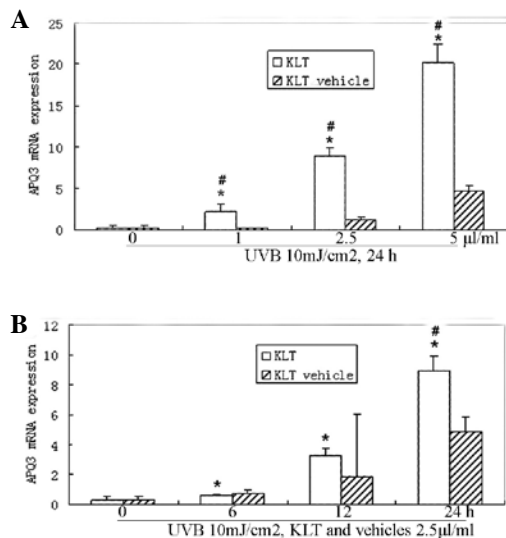 A
25
20
15
10
5
0
APQ3 mRNA expression
KLT
KLT vehicle
#
*
#
*
#
*
0 1 2.5 5 µl/ml
UVB 10mJ/cm2, 24 h
B
12
10
8
6
4
2
0
APQ3 mRNA expression
KLT
KLT vehicle
*
*
#
*
0 6 12 24 h
UVB 10mJ/cm2, KLT and vehicles 2.5µl/ml